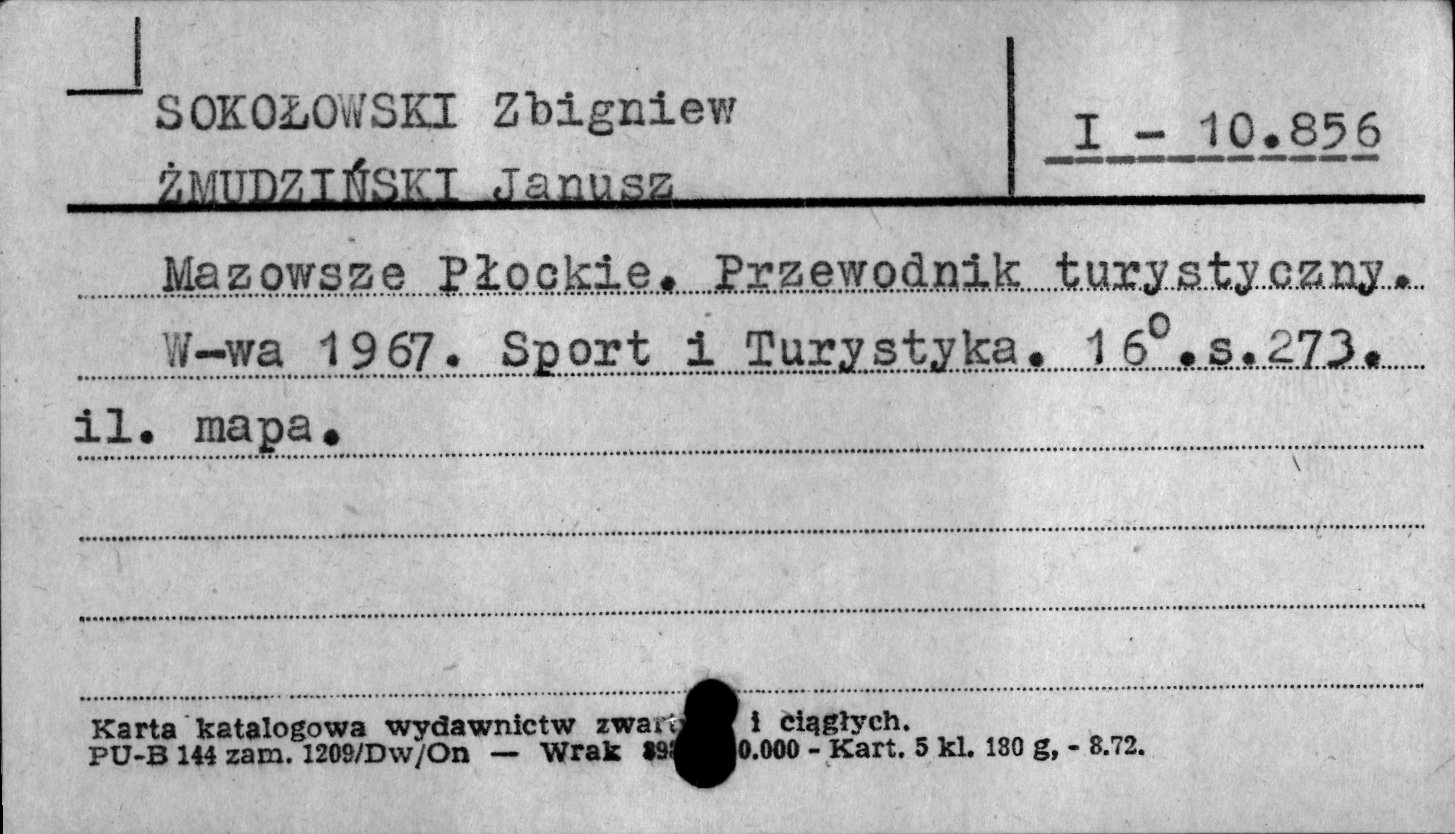 SOKOŁOWSKI Zbigniew
I - 10.856
ŻMUDZIŃSKI Janusz
Mazowsze Płockie. Przewodnik turystyczny.
W-wa 1967. Sport i Turystyka. 16°.s.273.
il. mapa.
Karta katalogowa wydawnictw i ciągłych.
PU-B 144 zam. 1209/Dw/On — Wrak 0.000 - Kart. 5 kl. 180 g, - 8.72.